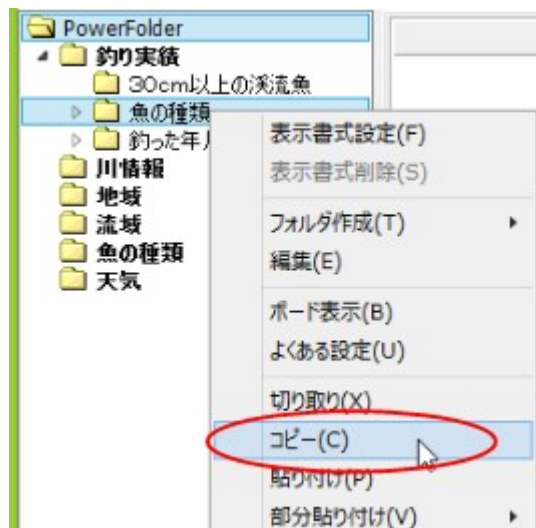 PowerFolder
釣り実績
30cm以上の渓流魚
魚の種類
釣った年
川情報
地域
流域
魚の種類
天気
表示書式設定(F)
表示書式削除(S)
フォルダ作成(T)
編集(E)
ボード表示(B)
よくある設定(U)
切り取り(X)
コピー(C)
貼り付け(P)
部分貼り付け(V)